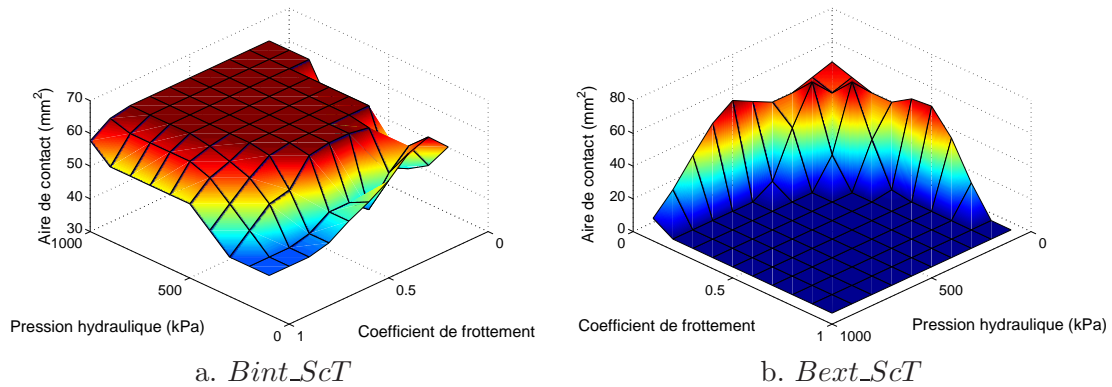 Aire de contact (mm²)
70
60
50
40
30
1000
500
0
1
0.5
0
Pression hydraulique (kPa)
Coefficient de frottement
a. Bint_ScT
Aire de contact (mm²)
80
60
40
20
0
0
0.5
1
1000
500
0
Coefficient de frottement
Pression hydraulique (kPa)
b. Bext_ScT